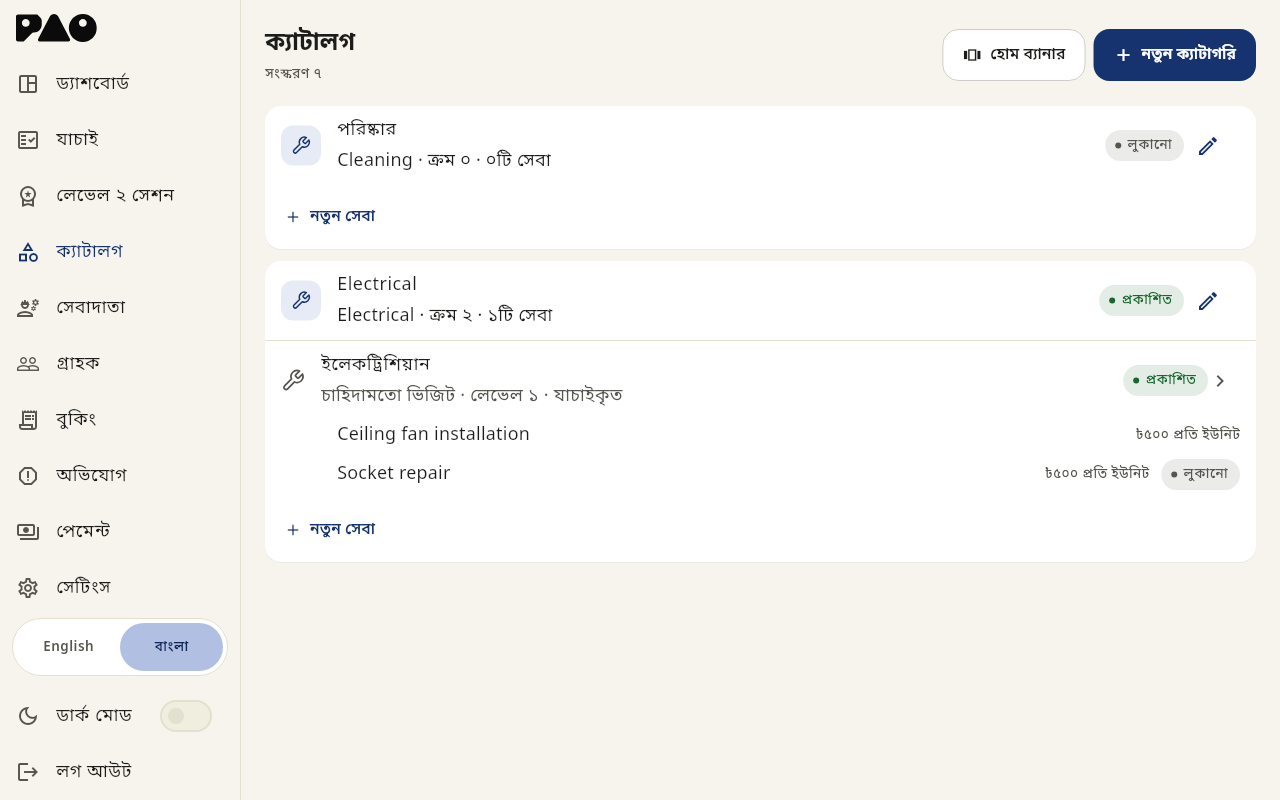 PAO
ড্যাশবোর্ড
যাচাই
লেভেল ২ সেশন
ক্যাটালগ
সেবাদাতা
গ্রাহক
বুকিং
অভিযোগ
পেমেন্ট
সেটিংস
English
বাংলা
ডার্ক মোড
লগ আউট
ক্যাটালগ
সংস্করণ ৭
হোম ব্যানার
নতুন ক্যাটাগরি
পরিষ্কার
Cleaning · ক্রম ০ · ০টি সেবা
লুকানো
নতুন সেবা
Electrical
Electrical · ক্রম ২ · ১টি সেবা
প্রকাশিত
ইলেকট্রিশিয়ান
চাহিদামতো ভিজিট · লেভেল ১ · যাচাইকৃত
প্রকাশিত
Ceiling fan installation
৳৫০০ প্রতি ইউনিট
Socket repair
৳৫০০ প্রতি ইউনিট
লুকানো
নতুন সেবা